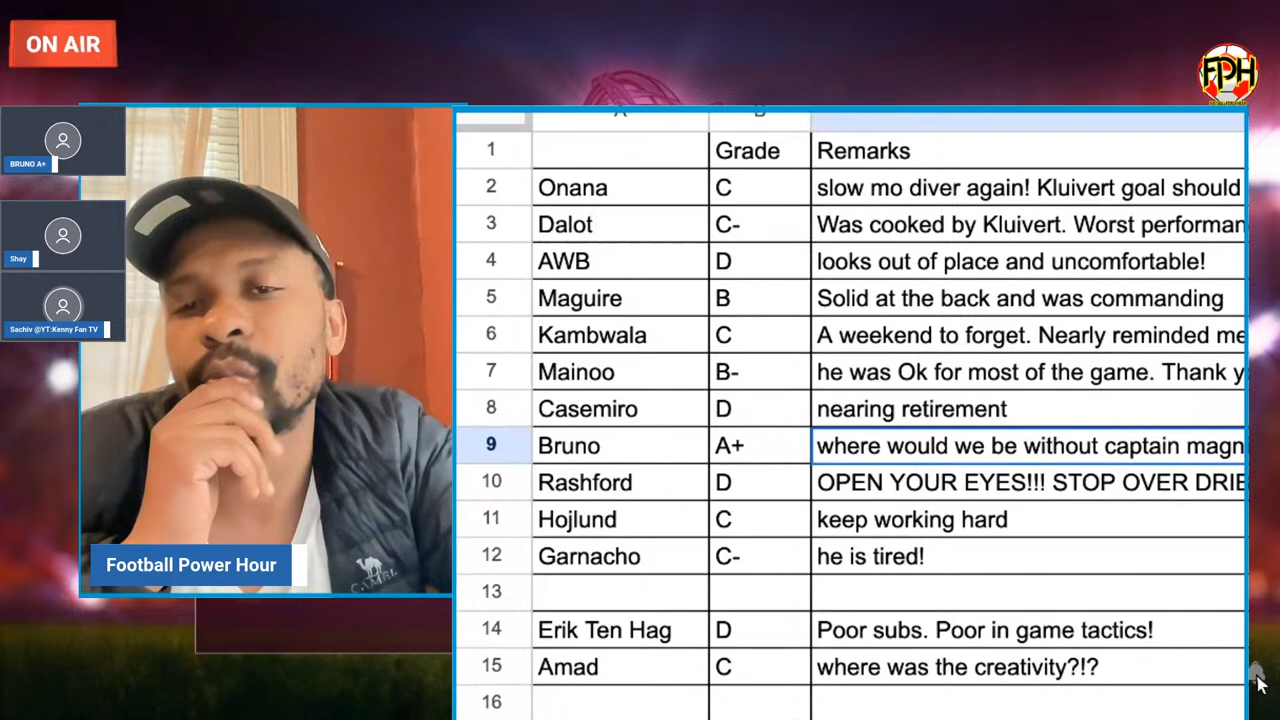 ON AIR
FPH
BRUNO A+
Shay
Sachiv @YT:Kenny Fan TV
Football Power Hour
CAMEL
1 Grade Remarks
2 Onana C slow mo diver again! Kluivert goal should
3 Dalot C- Was cooked by Kluivert. Worst performan
4 AWB D looks out of place and uncomfortable!
5 Maguire B Solid at the back and was commanding
6 Kambwala C A weekend to forget. Nearly reminded me
7 Mainoo B- he was Ok for most of the game. Thank y
8 Casemiro D nearing retirement
9 Bruno A+ where would we be without captain magn
10 Rashford D OPEN YOUR EYES!!! STOP OVER DRIB
11 Hojlund C keep working hard
12 Garnacho C- he is tired!
13
14 Erik Ten Hag D Poor subs. Poor in game tactics!
15 Amad C where was the creativity?!?
16